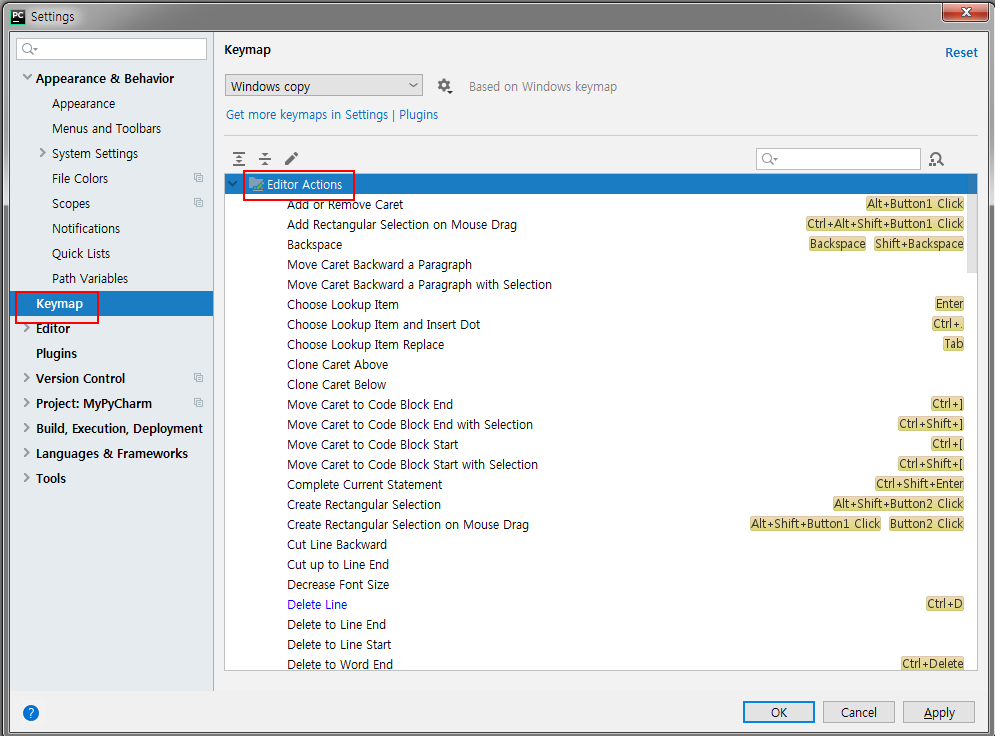 PC Settings
Appearance & Behavior
Appearance
Menus and Toolbars
System Settings
File Colors
Scopes
Notifications
Quick Lists
Path Variables
Keymap
Editor
Plugins
Version Control
Project: MyPyCharm
Build, Execution, Deployment
Languages & Frameworks
Tools
Keymap
Reset
Windows copy Based on Windows keymap
Get more keymaps in Settings | Plugins
Editor Actions
Add or Remove Caret Alt+Button1 Click
Add Rectangular Selection on Mouse Drag Ctrl+Alt+Shift+Button1 Click
Backspace Backspace Shift+Backspace
Move Caret Backward a Paragraph
Move Caret Backward a Paragraph with Selection
Choose Lookup Item Enter
Choose Lookup Item and Insert Dot Ctrl+.
Choose Lookup Item Replace Tab
Clone Caret Above
Clone Caret Below
Move Caret to Code Block End Ctrl+]
Move Caret to Code Block End with Selection Ctrl+Shift+]
Move Caret to Code Block Start Ctrl+[
Move Caret to Code Block Start with Selection Ctrl+Shift+[
Complete Current Statement Ctrl+Shift+Enter
Create Rectangular Selection Alt+Shift+Button2 Click
Create Rectangular Selection on Mouse Drag Alt+Shift+Button1 Click Button2 Click
Cut Line Backward
Cut up to Line End
Decrease Font Size
Delete Line Ctrl+D
Delete to Line End
Delete to Line Start
Delete to Word End Ctrl+Delete
? OK Cancel Apply